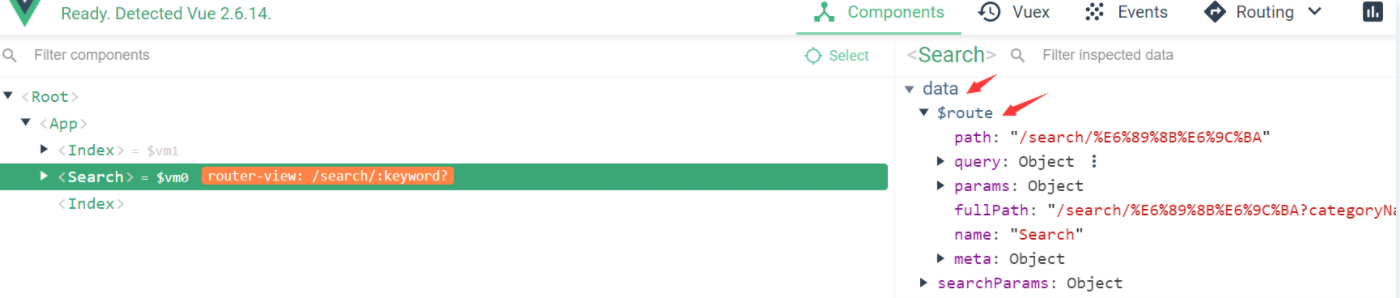 Ready. Detected Vue 2.6.14.
Components
Vuex
Events
Routing
Filter components
Select
<Search>
Filter inspected data
<Root>
<App>
<Index> = $vm1
<Search> = $vm0 router-view: /search/:keyword?
<Index>
data
$route
path: "/search/%E6%89%8B%E6%9C%BA"
query: Object
params: Object
fullPath: "/search/%E6%89%8B%E6%9C%BA?categoryNa
name: "Search"
meta: Object
searchParams: Object